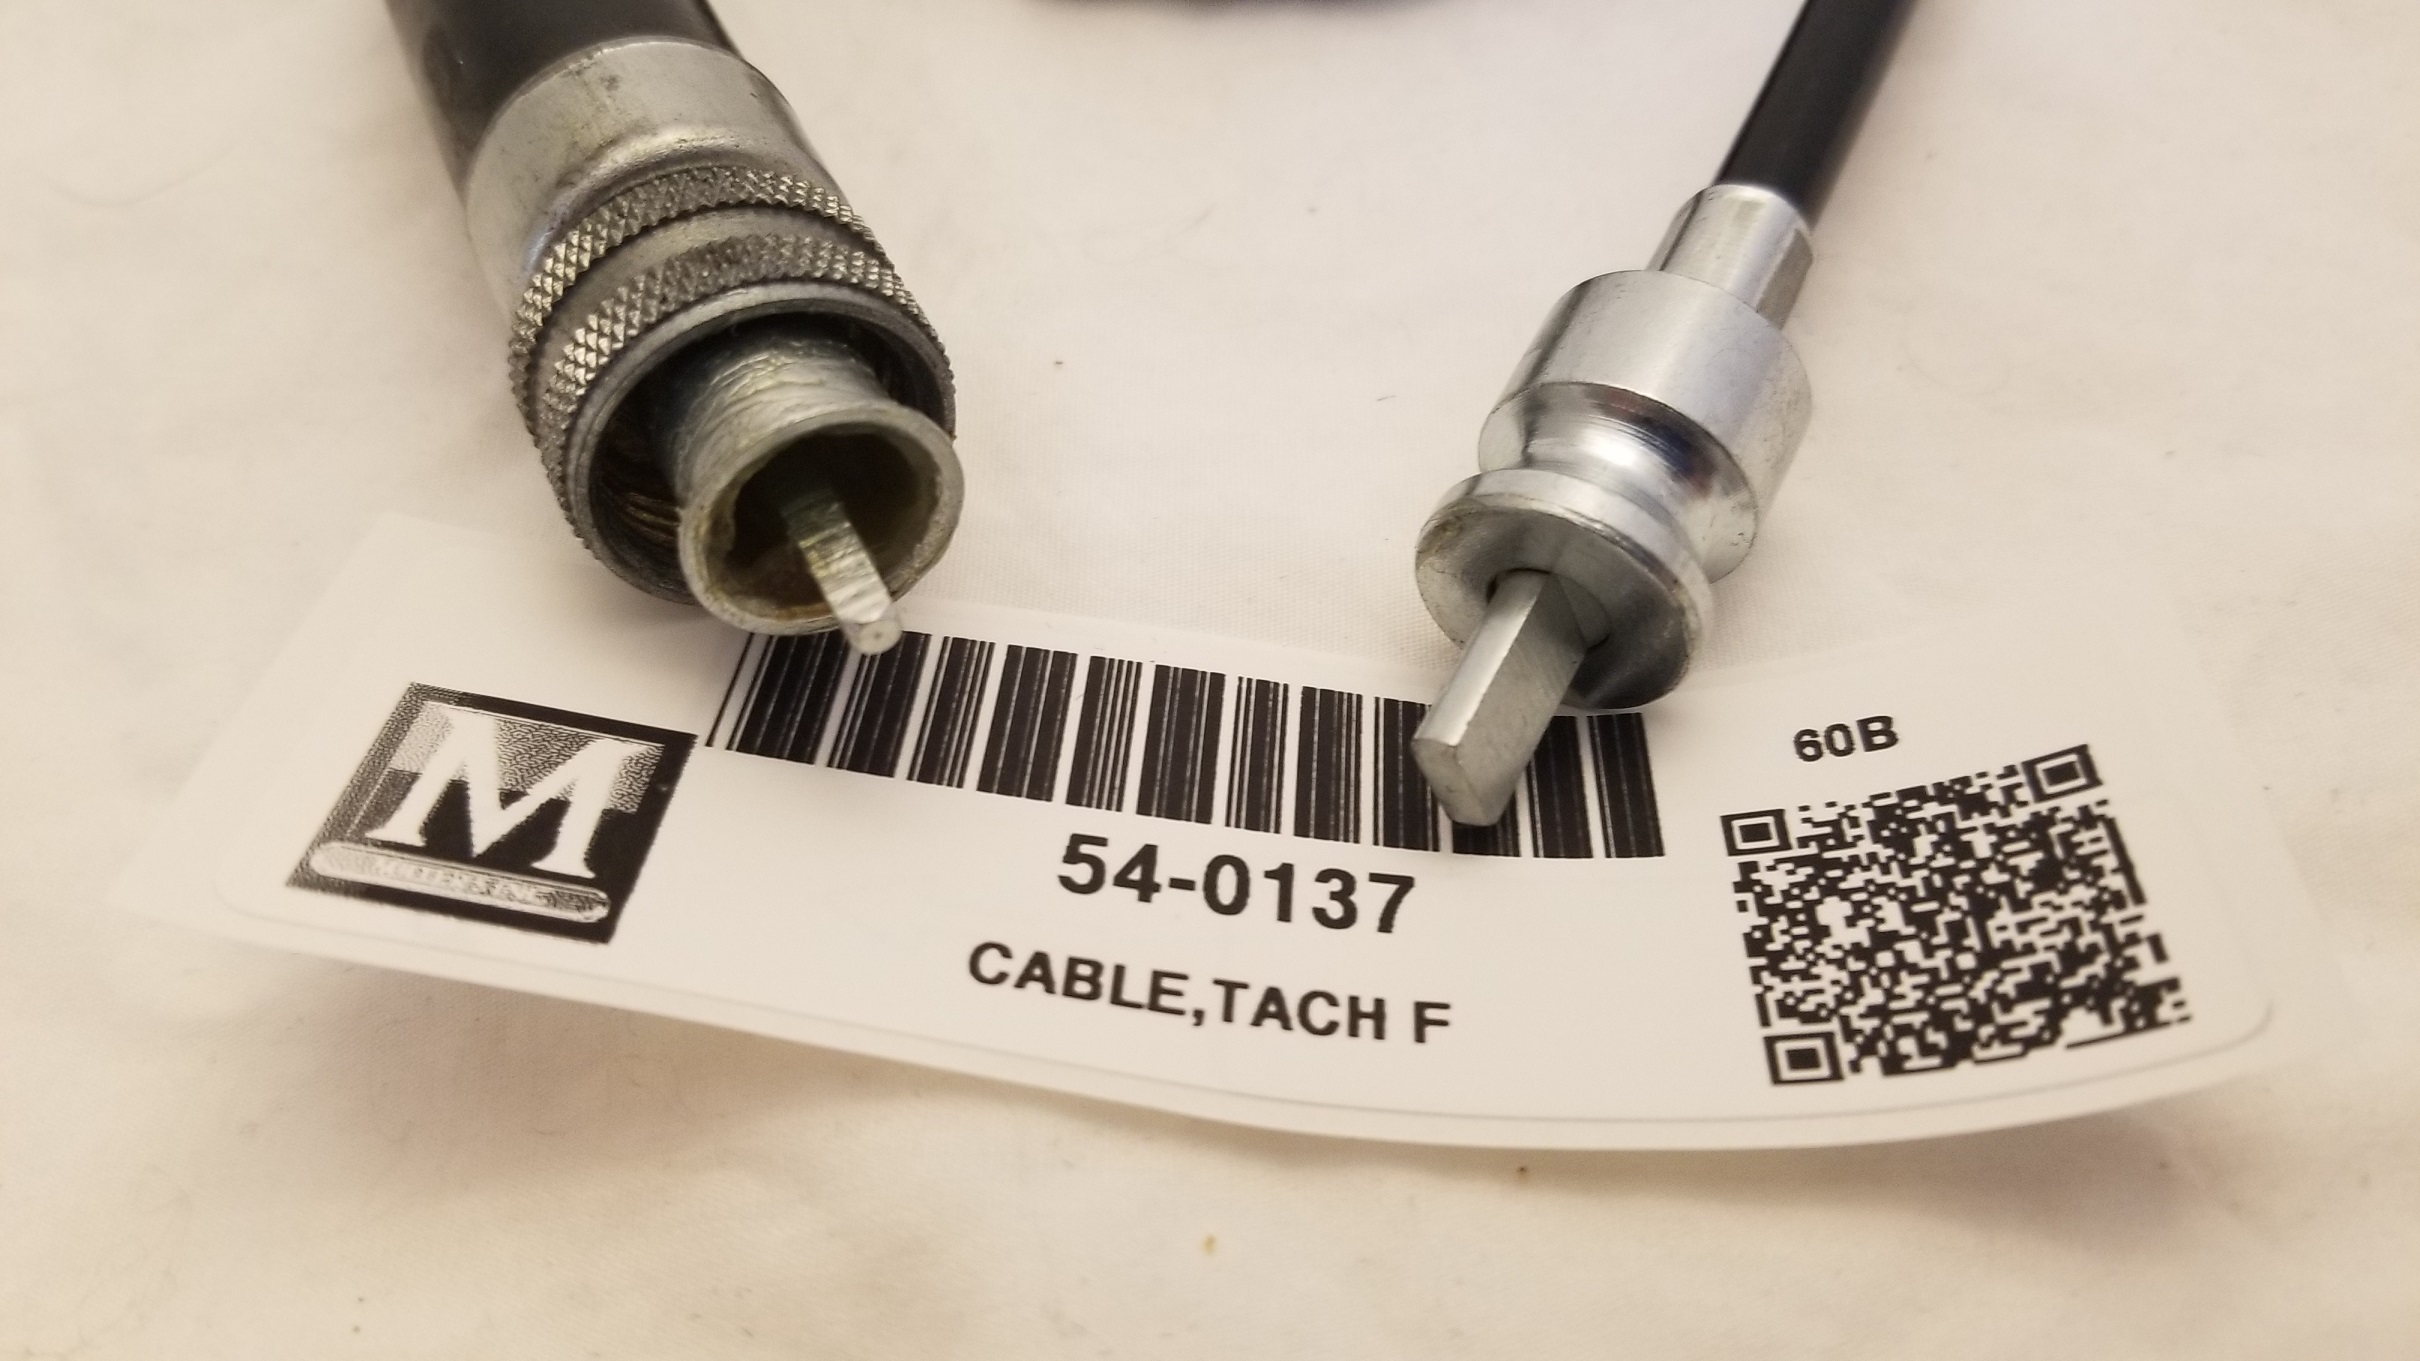 M
60B
54-0137
CABLE,TACH F